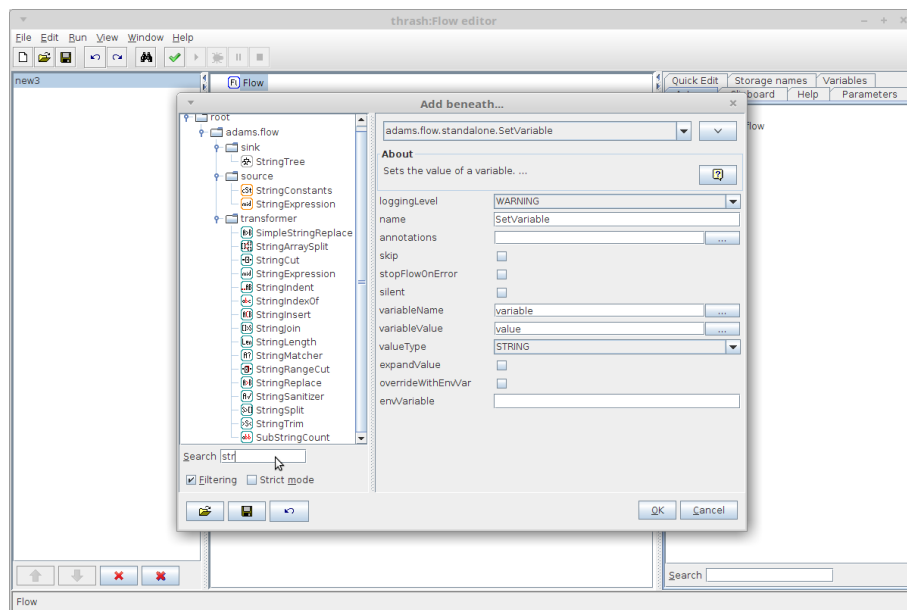 thrash:Flow editor
File Edit Run View Window Help
new3
Flow
Quick Edit Storage names Variables
Help Parameters
Add beneath...
root
adams.flow
sink
StringTree
source
StringConstants
StringExpression
transformer
SimpleStringReplace
StringArraySplit
StringCut
StringExpression
StringIndent
StringIndexOf
StringInsert
StringJoin
StringLength
StringMatcher
StringRangeCut
StringReplace
StringSanitizer
StringSplit
StringTrim
SubStringCount
Search str
Filtering Strict mode
adams.flow.standalone.SetVariable
About
Sets the value of a variable. ...
loggingLevel WARNING
name SetVariable
annotations ...
skip
stopFlowOnError
silent
variableName variable ...
variableValue value ...
valueType STRING
expandValue
overrideWithEnvVar
envVariable
OK Cancel
Search
Flow